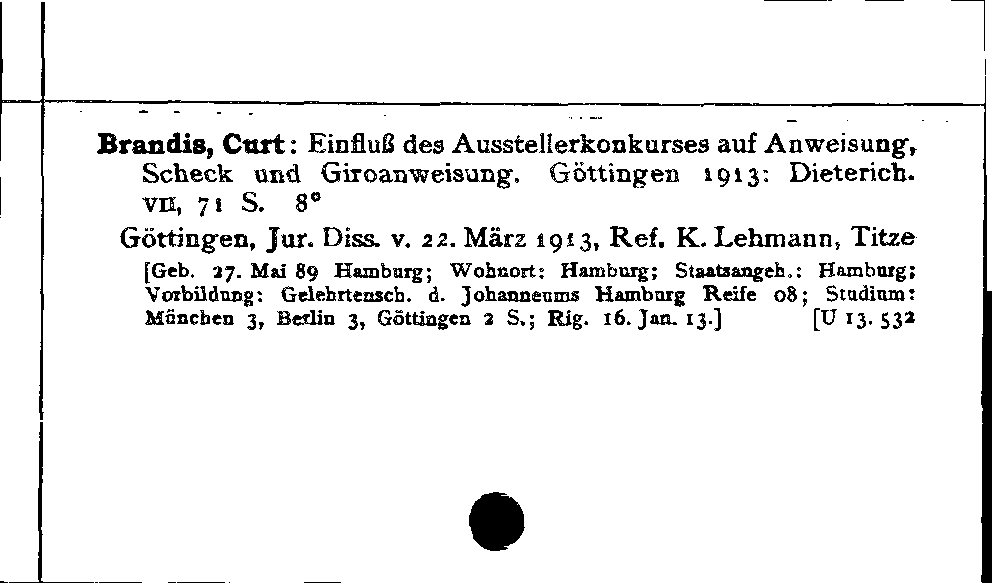 Brandis, Curt: Einfluß des Ausstellerkonkurses auf Anweisung,
Scheck und Giroanweisung. Göttingen 1913: Dieterich.
VII, 71 S. 8°
Göttingen, Jur. Diss. v. 22. März 1913, Ref. K. Lehmann, Titze
[Geb. 27. Mai 89 Hamburg; Wohnort: Hamburg; Staatsangeh.: Hamburg;
Vorbildung: Gelehrtensch. d. Johanneums Hamburg Reife 08; Studium:
München 3, Berlin 3, Göttingen 2 S.; Rig. 16. Jan. 13.] [U 13. 532